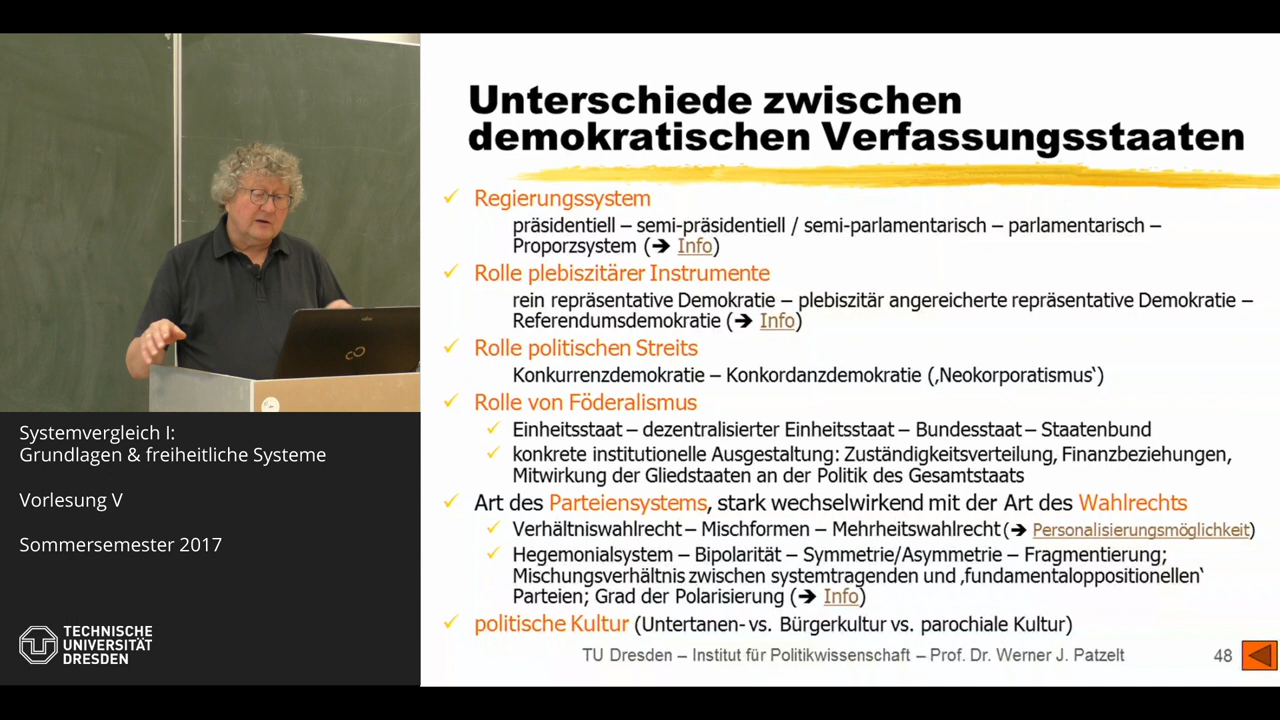 Unterschiede zwischen
demokratischen Verfassungsstaaten
✓ Regierungssystem
präsidentiell – semi-präsidentiell / semi-parlamentarisch – parlamentarisch –
Proporzsystem (➔ Info)
✓ Rolle plebiszitärer Instrumente
rein repräsentative Demokratie – plebiszitär angereicherte repräsentative Demokratie –
Referendumsdemokratie (➔ Info)
✓ Rolle politischen Streits
Konkurrenzdemokratie – Konkordanzdemokratie (‚Neokorporatismus‘)
✓ Rolle von Föderalismus
✓ Einheitsstaat – dezentralisierter Einheitsstaat – Bundesstaat – Staatenbund
✓ konkrete institutionelle Ausgestaltung: Zuständigkeitsverteilung, Finanzbeziehungen,
Mitwirkung der Gliedstaaten an der Politik des Gesamtstaats
✓ Art des Parteiensystems, stark wechselwirkend mit der Art des Wahlrechts
✓ Verhältniswahlrecht – Mischformen – Mehrheitswahlrecht (➔ Personalisierungsmöglichkeit)
✓ Hegemonialsystem – Bipolarität – Symmetrie/Asymmetrie – Fragmentierung;
Mischungsverhältnis zwischen systemtragenden und ‚fundamentaloppositionellen‘
Parteien; Grad der Polarisierung (➔ Info)
✓ politische Kultur (Untertanen- vs. Bürgerkultur vs. parochiale Kultur)
TU Dresden – Institut für Politikwissenschaft – Prof. Dr. Werner J. Patzelt 48
Systemvergleich I:
Grundlagen & freiheitliche Systeme
Vorlesung V
Sommersemester 2017
TECHNISCHE
UNIVERSITÄT
DRESDEN